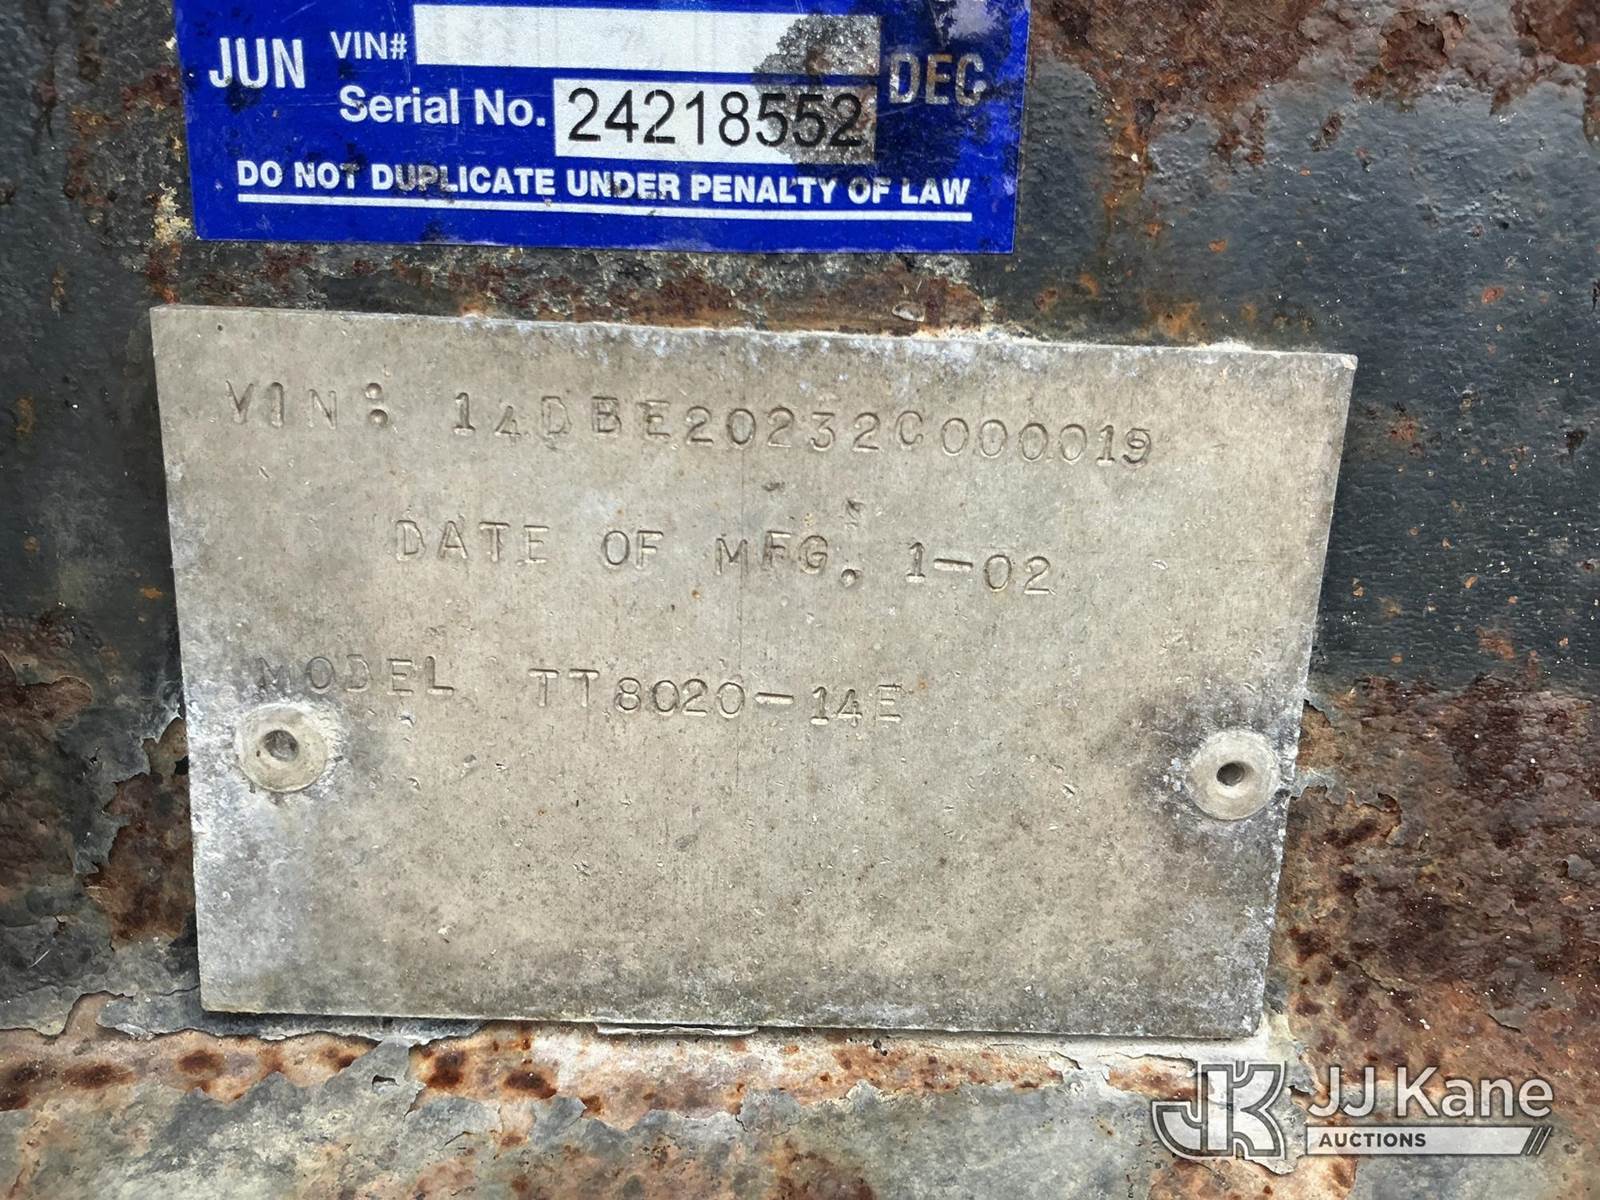 JUN VIN# DEC
Serial No. 24218552
DO NOT DUPLICATE UNDER PENALTY OF LAW
VIN: 14DBE20232C000019
DATE OF MFG. 1-02
MODEL TT8020-14E
JK JJ Kane
AUCTIONS